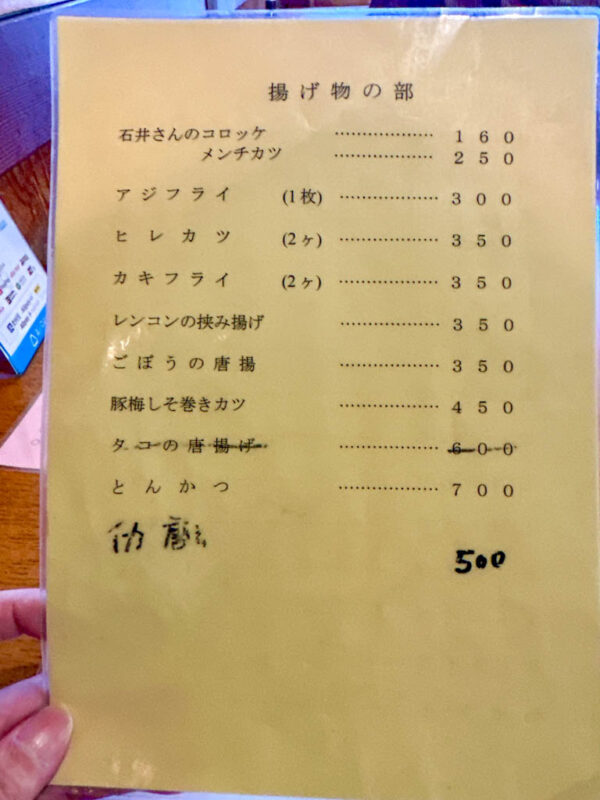 揚げ物の部
石井さんのコロッケ ……………… 160
メンチカツ ……………… 250
アジフライ (1枚) ……………… 300
ヒレカツ (2ヶ) ……………… 350
カキフライ (2ヶ) ……………… 350
レンコンの挟み揚げ ……………… 350
ごぼうの唐揚 ……………… 350
豚梅しそ巻きカツ ……………… 450
タコの唐揚げ ……………… 600
とんかつ ……………… 700
500